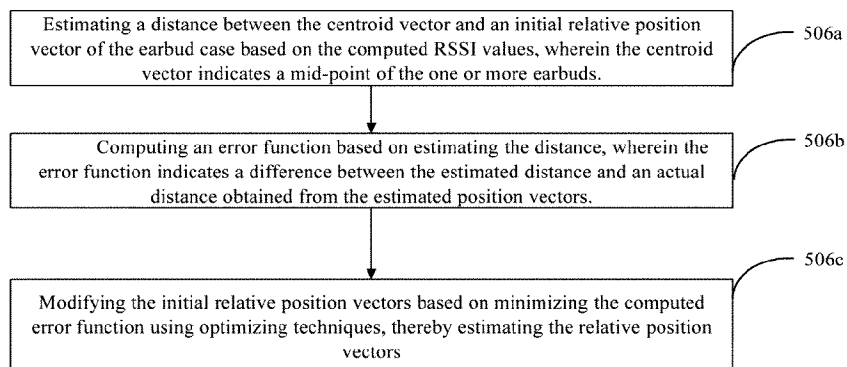 Estimating a distance between the centroid vector and an initial relative position
vector of the earbud case based on the computed RSSI values, wherein the centroid
vector indicates a mid-point of the one or more earbuds.
506a
Computing an error function based on estimating the distance, wherein the
error function indicates a difference between the estimated distance and an actual
distance obtained from the estimated position vectors.
506b
Modifying the initial relative position vectors based on minimizing the computed
error function using optimizing techniques, thereby estimating the relative position
vectors
506c